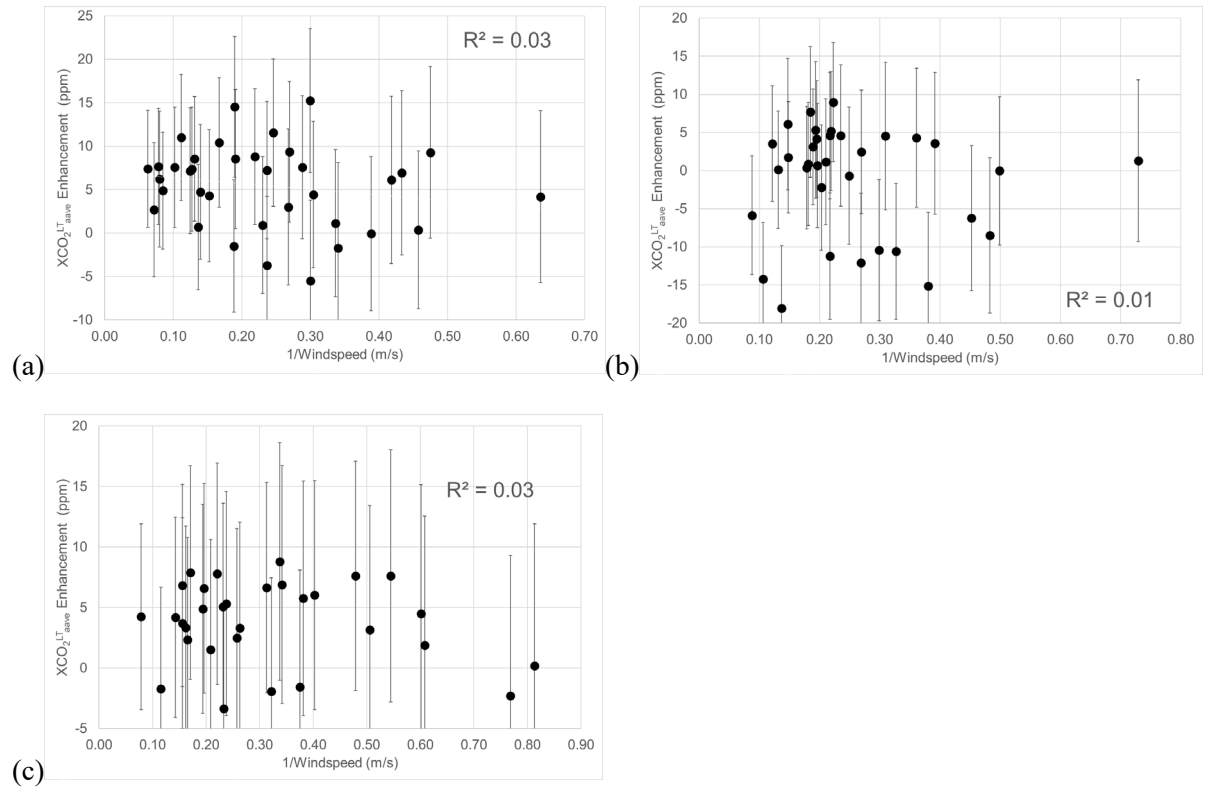 25
20
15
10
5
0
-5
-10
0.00 0.10 0.20 0.30 0.40 0.50 0.60 0.70
R² = 0.03
XCO₂ᴸᵀaave Enhancement (ppm)
1/Windspeed (m/s)
(a)
20
15
10
5
0
-5
-10
-15
-20
0.00 0.10 0.20 0.30 0.40 0.50 0.60 0.70 0.80
R² = 0.01
XCO₂ᴸᵀaave Enhancement (ppm)
1/Windspeed (m/s)
(b)
20
15
10
5
0
-5
0.00 0.10 0.20 0.30 0.40 0.50 0.60 0.70 0.80 0.90
R² = 0.03
XCO₂ᴸᵀaave Enhancement (ppm)
1/Windspeed (m/s)
(c)